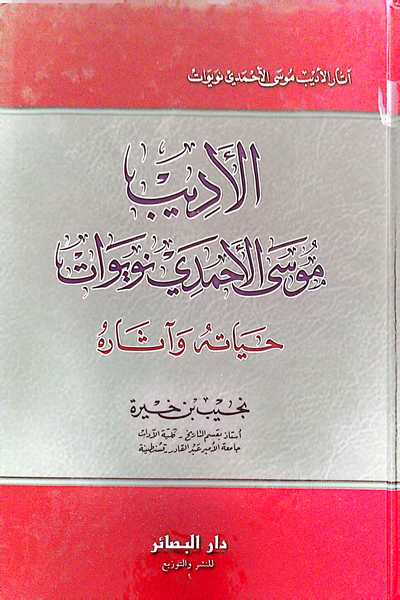 آثار الأديب موسى الأحمدي نويوات
الأديب
موسى الأحمدي نويوات
حياته وآثاره
نجيب بن خيرة
أستاذ بقسم التاريخ - كلية الآداب
جامعة الأمير عبد القادر قسنطينة
دار البصائر
للنشر والتوزيع